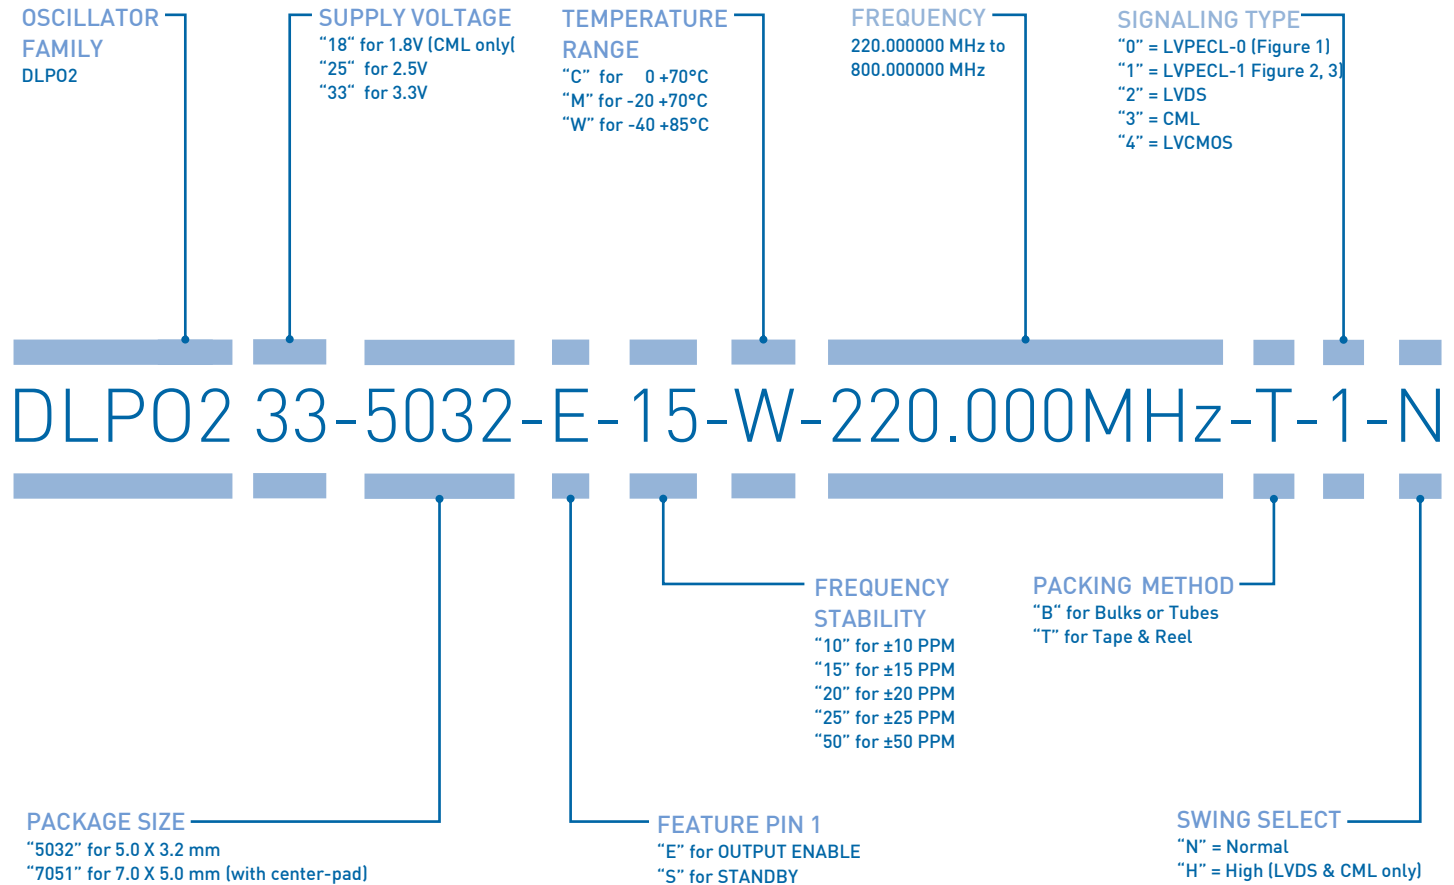 OSCILLATOR
FAMILY
DLPO2
SUPPLY VOLTAGE
“18“ for 1.8V (CML only(
“25“ for 2.5V
“33“ for 3.3V
TEMPERATURE
RANGE
“C” for 0 +70°C
“M” for -20 +70°C
“W” for -40 +85°C
FREQUENCY
220.000000 MHz to
800.000000 MHz
SIGNALING TYPE
“0” = LVPECL-0 (Figure 1)
“1” = LVPECL-1 Figure 2, 3)
“2” = LVDS
“3” = CML
“4” = LVCMOS
DLPO2 33-5032-E-15-W-220.000MHz-T-1-N
FREQUENCY
STABILITY
“10” for ±10 PPM
“15” for ±15 PPM
“20” for ±20 PPM
“25” for ±25 PPM
“50” for ±50 PPM
PACKING METHOD
“B“ for Bulks or Tubes
“T” for Tape & Reel
PACKAGE SIZE
“5032” for 5.0 X 3.2 mm
“7051” for 7.0 X 5.0 mm (with center-pad)
FEATURE PIN 1
“E” for OUTPUT ENABLE
“S” for STANDBY
SWING SELECT
“N” = Normal
“H” = High (LVDS & CML only)